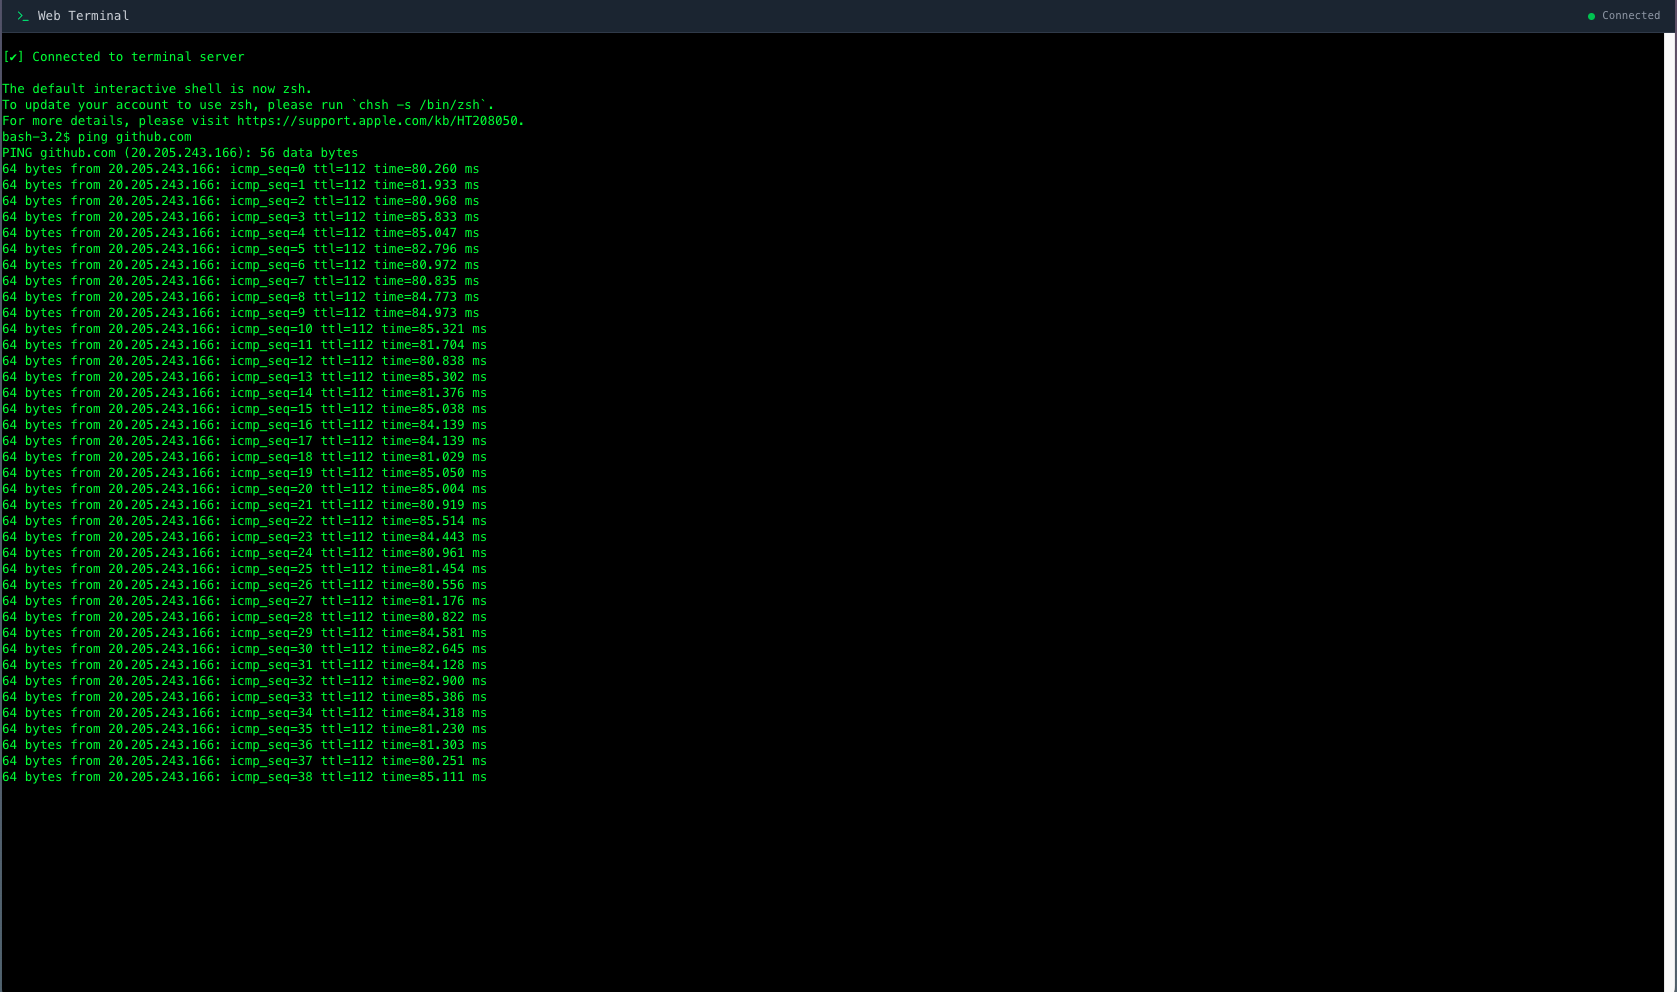 >_ Web Terminal
● Connected
[✔] Connected to terminal server
The default interactive shell is now zsh.
To update your account to use zsh, please run `chsh -s /bin/zsh`.
For more details, please visit https://support.apple.com/kb/HT208050.
bash-3.2$ ping github.com
PING github.com (20.205.243.166): 56 data bytes
64 bytes from 20.205.243.166: icmp_seq=0 ttl=112 time=80.260 ms
64 bytes from 20.205.243.166: icmp_seq=1 ttl=112 time=81.933 ms
64 bytes from 20.205.243.166: icmp_seq=2 ttl=112 time=80.968 ms
64 bytes from 20.205.243.166: icmp_seq=3 ttl=112 time=85.833 ms
64 bytes from 20.205.243.166: icmp_seq=4 ttl=112 time=85.047 ms
64 bytes from 20.205.243.166: icmp_seq=5 ttl=112 time=82.796 ms
64 bytes from 20.205.243.166: icmp_seq=6 ttl=112 time=80.972 ms
64 bytes from 20.205.243.166: icmp_seq=7 ttl=112 time=80.835 ms
64 bytes from 20.205.243.166: icmp_seq=8 ttl=112 time=84.773 ms
64 bytes from 20.205.243.166: icmp_seq=9 ttl=112 time=84.973 ms
64 bytes from 20.205.243.166: icmp_seq=10 ttl=112 time=85.321 ms
64 bytes from 20.205.243.166: icmp_seq=11 ttl=112 time=81.704 ms
64 bytes from 20.205.243.166: icmp_seq=12 ttl=112 time=80.838 ms
64 bytes from 20.205.243.166: icmp_seq=13 ttl=112 time=85.302 ms
64 bytes from 20.205.243.166: icmp_seq=14 ttl=112 time=81.376 ms
64 bytes from 20.205.243.166: icmp_seq=15 ttl=112 time=85.038 ms
64 bytes from 20.205.243.166: icmp_seq=16 ttl=112 time=84.139 ms
64 bytes from 20.205.243.166: icmp_seq=17 ttl=112 time=84.139 ms
64 bytes from 20.205.243.166: icmp_seq=18 ttl=112 time=81.029 ms
64 bytes from 20.205.243.166: icmp_seq=19 ttl=112 time=85.050 ms
64 bytes from 20.205.243.166: icmp_seq=20 ttl=112 time=85.004 ms
64 bytes from 20.205.243.166: icmp_seq=21 ttl=112 time=80.919 ms
64 bytes from 20.205.243.166: icmp_seq=22 ttl=112 time=85.514 ms
64 bytes from 20.205.243.166: icmp_seq=23 ttl=112 time=84.443 ms
64 bytes from 20.205.243.166: icmp_seq=24 ttl=112 time=80.961 ms
64 bytes from 20.205.243.166: icmp_seq=25 ttl=112 time=81.454 ms
64 bytes from 20.205.243.166: icmp_seq=26 ttl=112 time=80.556 ms
64 bytes from 20.205.243.166: icmp_seq=27 ttl=112 time=81.176 ms
64 bytes from 20.205.243.166: icmp_seq=28 ttl=112 time=80.822 ms
64 bytes from 20.205.243.166: icmp_seq=29 ttl=112 time=84.581 ms
64 bytes from 20.205.243.166: icmp_seq=30 ttl=112 time=82.645 ms
64 bytes from 20.205.243.166: icmp_seq=31 ttl=112 time=84.128 ms
64 bytes from 20.205.243.166: icmp_seq=32 ttl=112 time=82.900 ms
64 bytes from 20.205.243.166: icmp_seq=33 ttl=112 time=85.386 ms
64 bytes from 20.205.243.166: icmp_seq=34 ttl=112 time=84.318 ms
64 bytes from 20.205.243.166: icmp_seq=35 ttl=112 time=81.230 ms
64 bytes from 20.205.243.166: icmp_seq=36 ttl=112 time=81.303 ms
64 bytes from 20.205.243.166: icmp_seq=37 ttl=112 time=80.251 ms
64 bytes from 20.205.243.166: icmp_seq=38 ttl=112 time=85.111 ms